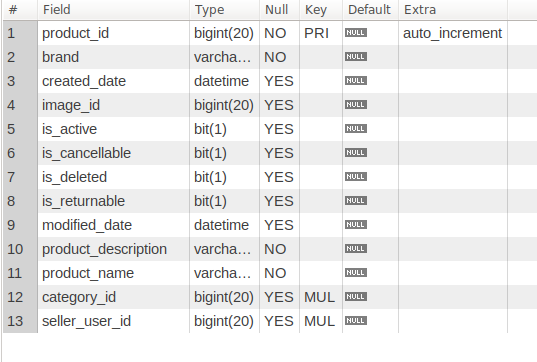 # Field Type Null Key Default Extra
1 product_id bigint(20) NO PRI NULL auto_increment
2 brand varcha... NO NULL
3 created_date datetime YES NULL
4 image_id bigint(20) YES NULL
5 is_active bit(1) YES NULL
6 is_cancellable bit(1) YES NULL
7 is_deleted bit(1) YES NULL
8 is_returnable bit(1) YES NULL
9 modified_date datetime YES NULL
10 product_description varcha... NO NULL
11 product_name varcha... NO NULL
12 category_id bigint(20) YES MUL NULL
13 seller_user_id bigint(20) YES MUL NULL